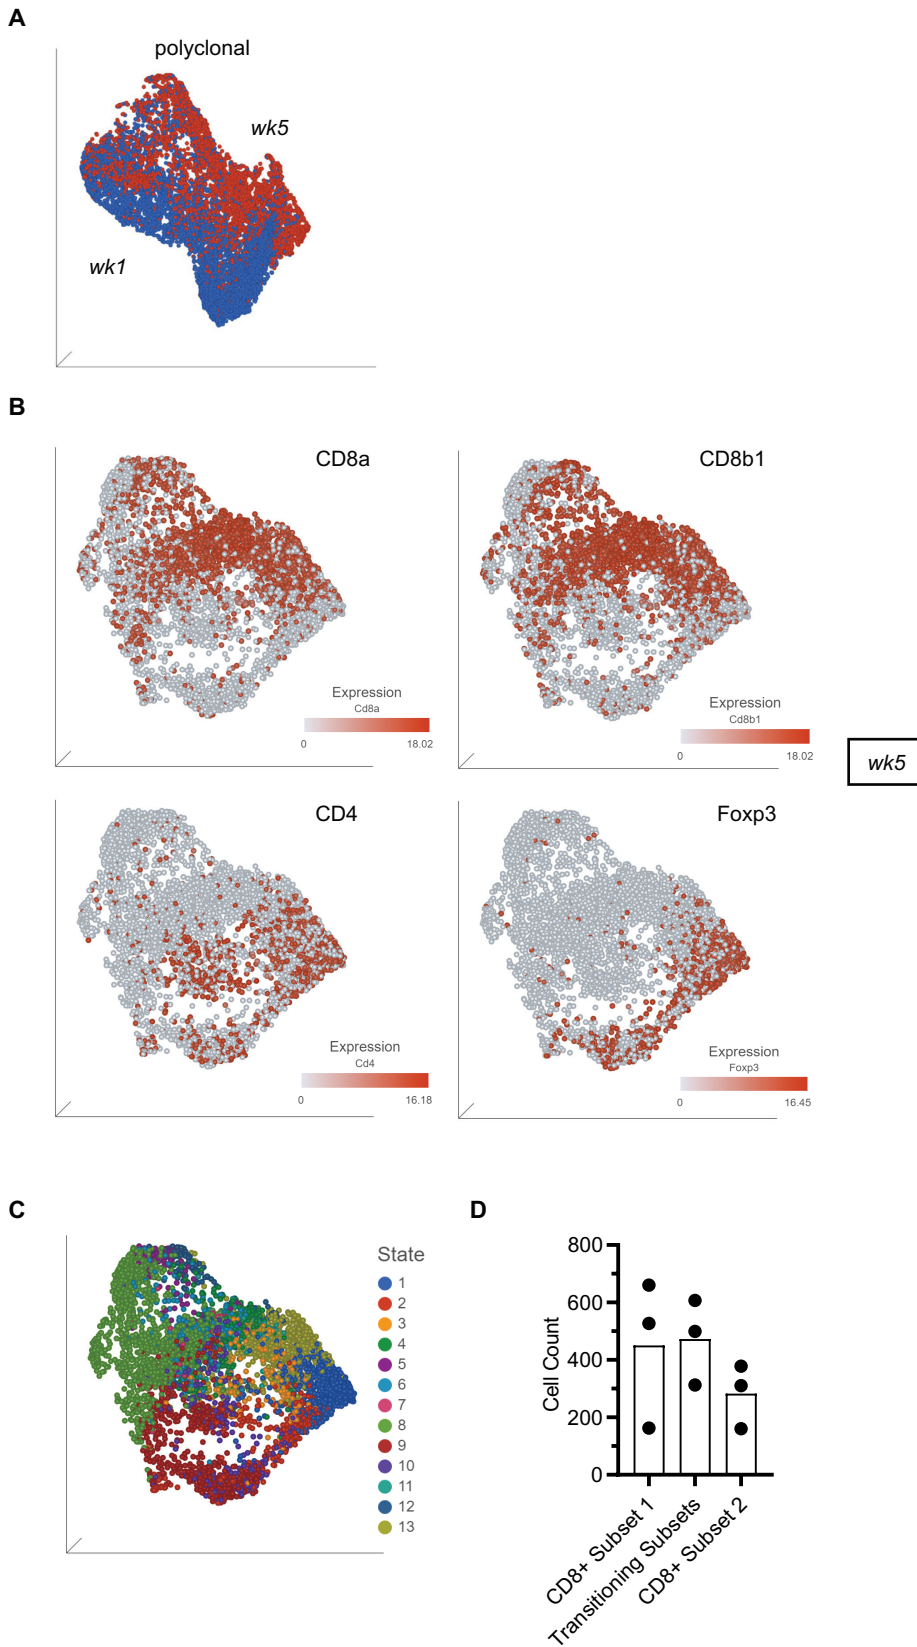 A
polyclonal
wk5
wk1
B
CD8a
Expression
Cd8a
0 18.02
CD8b1
Expression
Cd8b1
0 18.02
wk5
CD4
Expression
Cd4
0 16.18
Foxp3
Expression
Foxp3
0 16.45
C
State
1
2
3
4
5
6
7
8
9
10
11
12
13
D
Cell Count
800
600
400
200
0
CD8+ Subset 1
Transitioning Subsets
CD8+ Subset 2